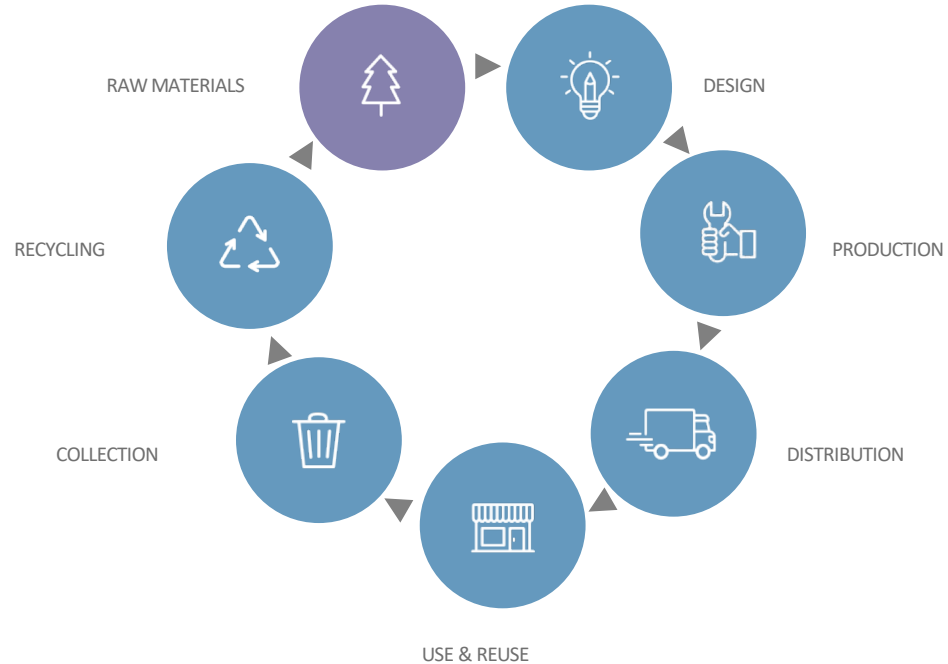 RAW MATERIALS
DESIGN
PRODUCTION
DISTRIBUTION
USE & REUSE
COLLECTION
RECYCLING